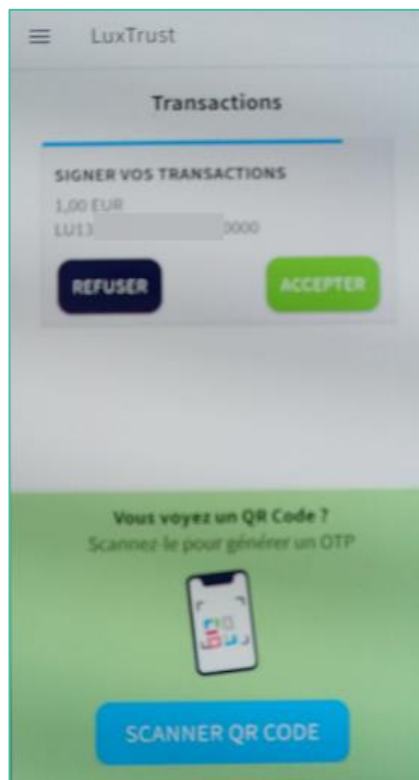 LuxTrust
Transactions
SIGNER VOS TRANSACTIONS
1,00 EUR
LU13 0000
REFUSER
ACCEPTER
Vous voyez un QR Code ?
Scannez-le pour générer un OTP
SCANNER QR CODE